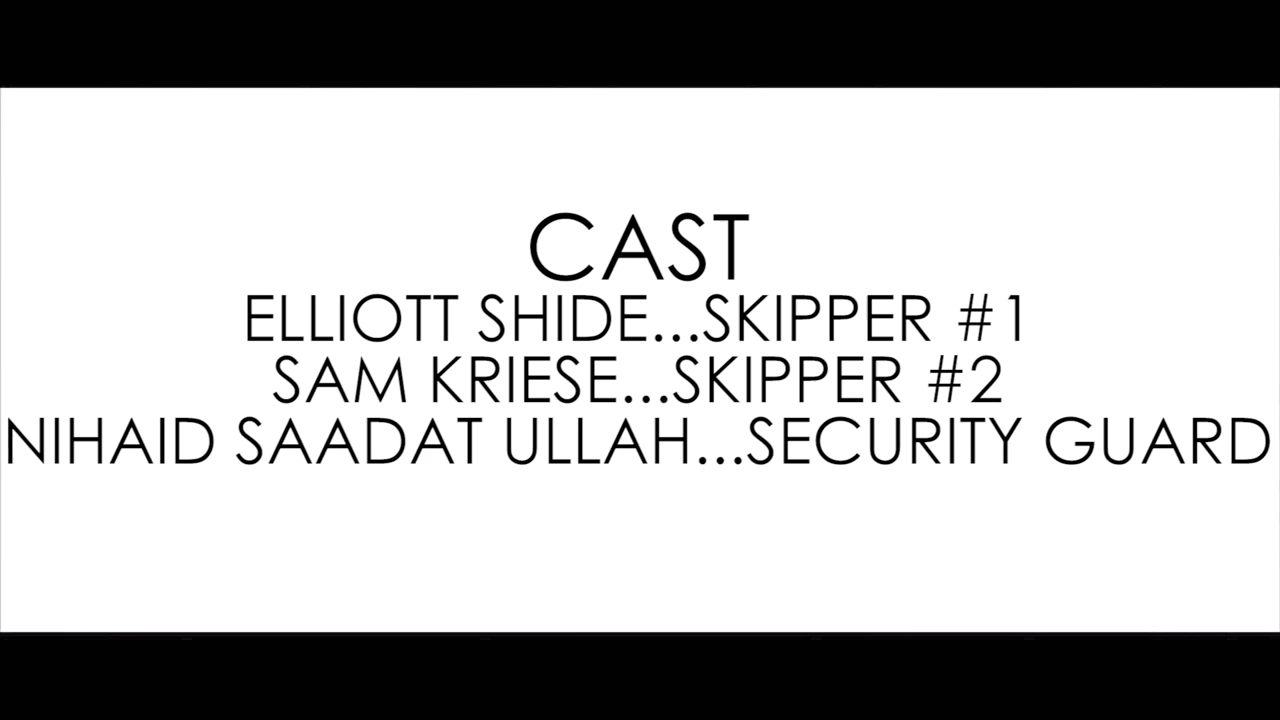 CAST
ELLIOTT SHIDE...SKIPPER #1
SAM KRIESE...SKIPPER #2
NIHAID SAADAT ULLAH...SECURITY GUARD